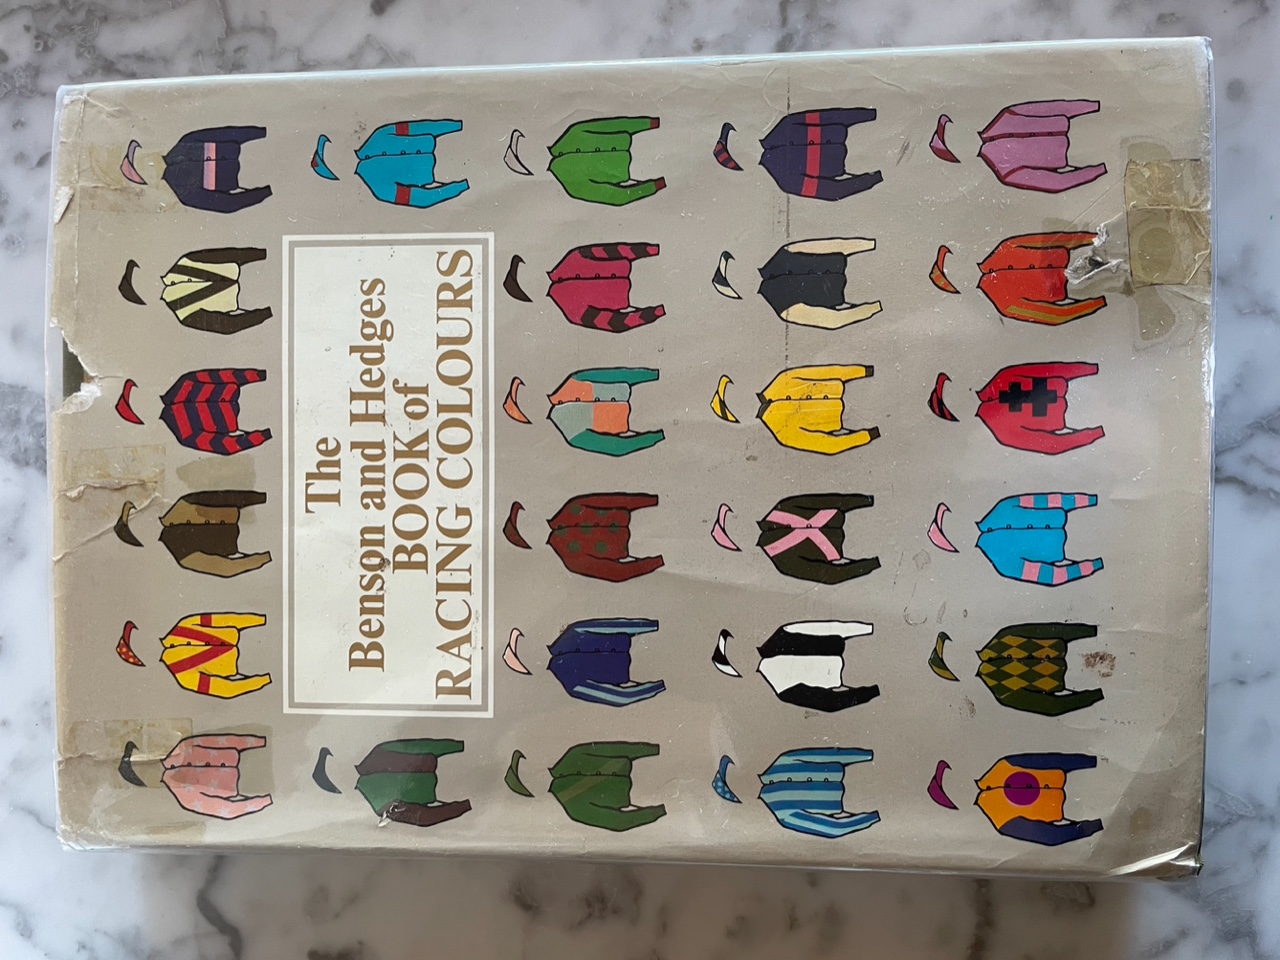 The
Benson and Hedges
BOOK of
RACING COLOURS